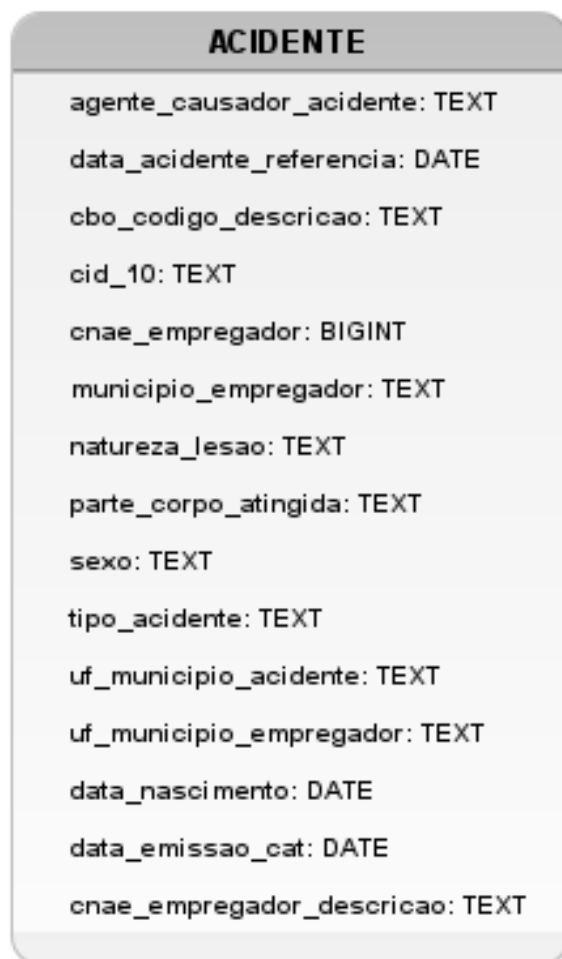 ACIDENTE
agente_causador_acidente: TEXT
data_acidente_referencia: DATE
cbo_codigo_descricao: TEXT
cid_10: TEXT
cnae_empregador: BIGINT
municipio_empregador: TEXT
natureza_lesao: TEXT
parte_corpo_atingida: TEXT
sexo: TEXT
tipo_acidente: TEXT
uf_municipio_acidente: TEXT
uf_municipio_empregador: TEXT
data_nascimento: DATE
data_emissao_cat: DATE
cnae_empregador_descricao: TEXT